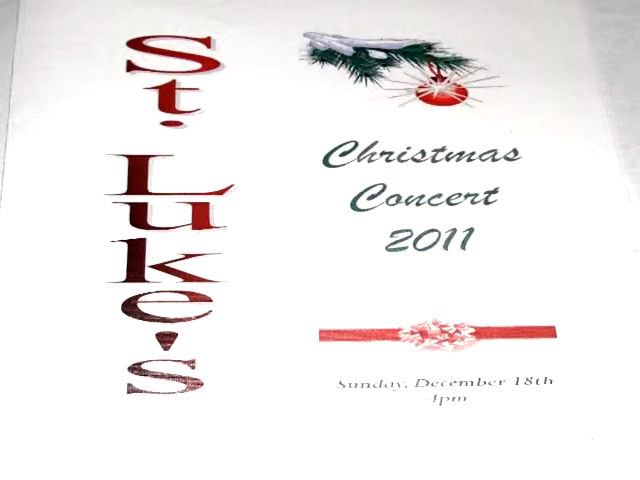 St. Luke's
Christmas
Concert
2011
Sunday, December 18th
4pm